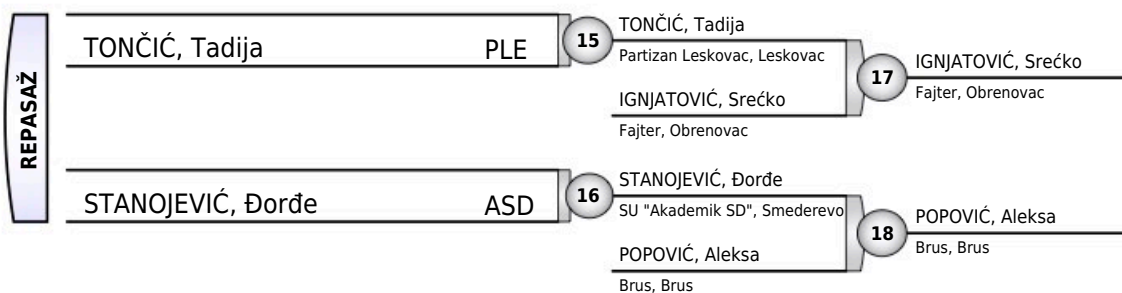 REPASAŽ
TONČIĆ, Tadija PLE
15
TONČIĆ, Tadija
Partizan Leskovac, Leskovac
IGNJATOVIĆ, Srećko
Fajter, Obrenovac
17
IGNJATOVIĆ, Srećko
Fajter, Obrenovac
STANOJEVIĆ, Đorđe ASD
16
STANOJEVIĆ, Đorđe
SU "Akademik SD", Smederevo
POPOVIĆ, Aleksa
Brus, Brus
18
POPOVIĆ, Aleksa
Brus, Brus